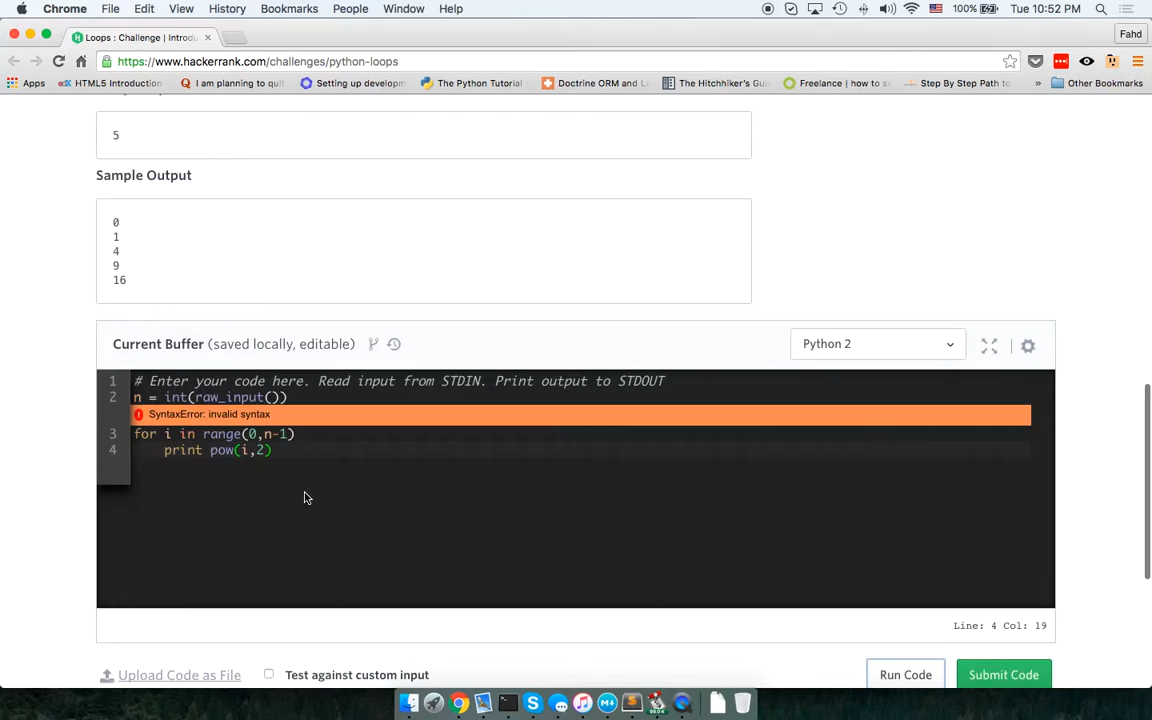 Chrome File Edit View History Bookmarks People Window Help 100% Tue 10:52 PM
Loops : Challenge | Introdu Fahd
https://www.hackerrank.com/challenges/python-loops
Apps HTML5 Introduction I am planning to quit Setting up develop The Python Tutorial Doctrine ORM and L The Hitchhiker's Gui Freelance | how to s Step By Step Path to » Other Bookmarks
5
Sample Output
0
1
4
9
16
Current Buffer (saved locally, editable) Python 2
1 # Enter your code here. Read input from STDIN. Print output to STDOUT
2 n = int(raw_input())
SyntaxError: invalid syntax
3 for i in range(0,n-1)
4 print pow(i,2)
Line: 4 Col: 19
Upload Code as File Test against custom input Run Code Submit Code